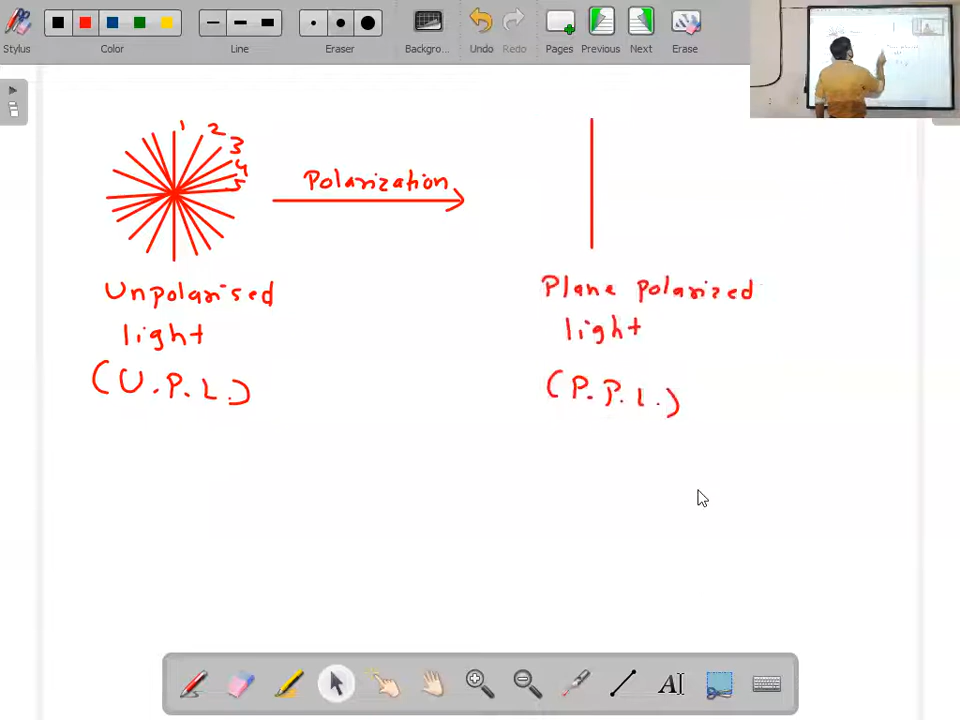 Stylus
Color
Line
Eraser
Backgro...
Undo
Redo
Pages
Previous
Next
Erase
1
2
3
4
5
Polarization
Unpolarised
light
(U.P.L.)
Plane polarized
light
(P.P.L.)
A